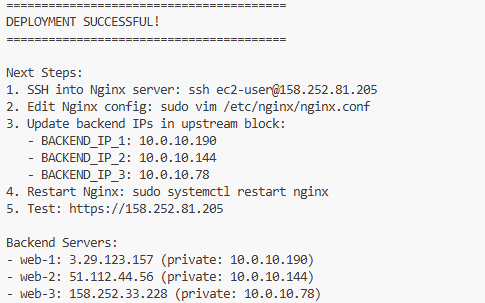 ========================================
DEPLOYMENT SUCCESSFUL!
========================================
Next Steps:
1. SSH into Nginx server: ssh ec2-user@158.252.81.205
2. Edit Nginx config: sudo vim /etc/nginx/nginx.conf
3. Update backend IPs in upstream block:
   - BACKEND_IP_1: 10.0.10.190
   - BACKEND_IP_2: 10.0.10.144
   - BACKEND_IP_3: 10.0.10.78
4. Restart Nginx: sudo systemctl restart nginx
5. Test: https://158.252.81.205
Backend Servers:
- web-1: 3.29.123.157 (private: 10.0.10.190)
- web-2: 51.112.44.56 (private: 10.0.10.144)
- web-3: 158.252.33.228 (private: 10.0.10.78)